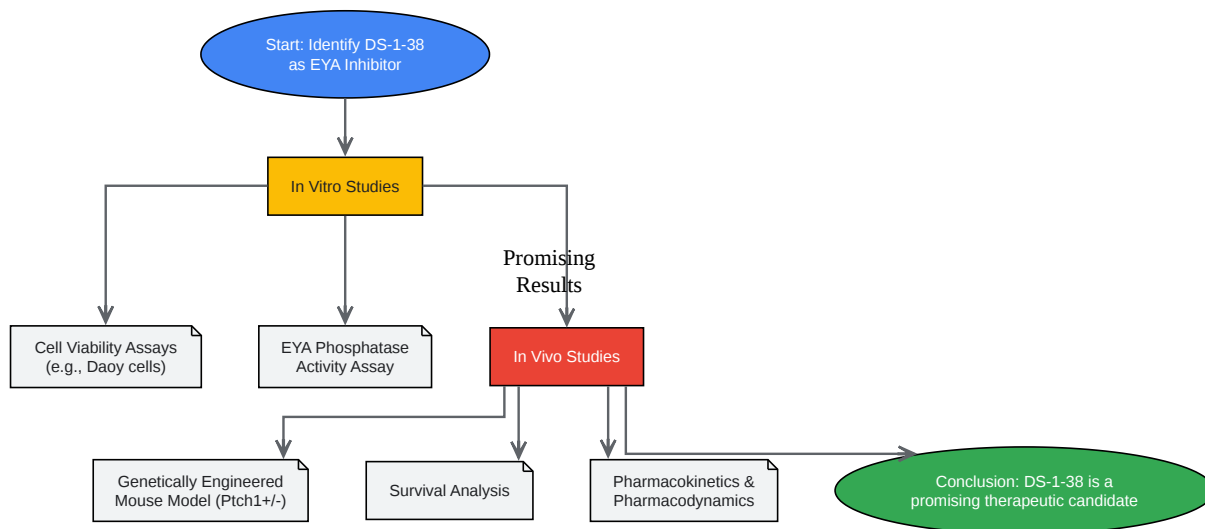 Start: Identify DS-1-38
as EYA Inhibitor
In Vitro Studies
Promising
Results
Cell Viability Assays
(e.g., Daoy cells)
EYA Phosphatase
Activity Assay
In Vivo Studies
Genetically Engineered
Mouse Model (Ptch1+/-)
Survival Analysis
Pharmacokinetics &
Pharmacodynamics
Conclusion: DS-1-38 is a
promising therapeutic candidate